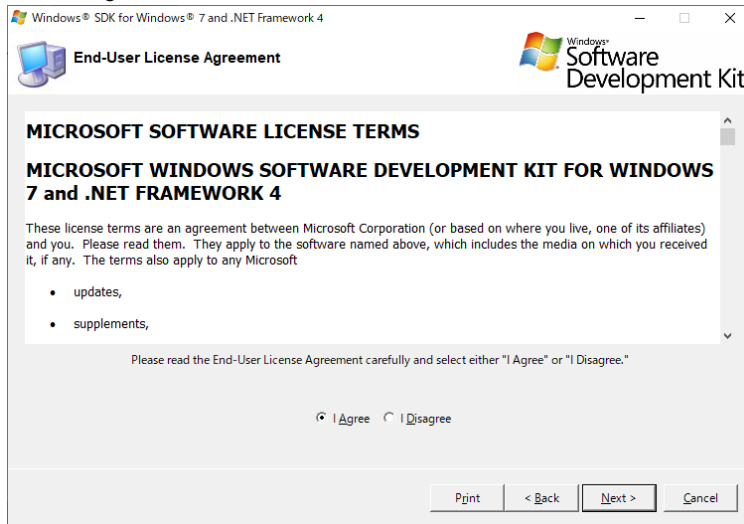 Windows® SDK for Windows® 7 and .NET Framework 4
End-User License Agreement
Windows®
Software
Development Kit
MICROSOFT SOFTWARE LICENSE TERMS
MICROSOFT WINDOWS SOFTWARE DEVELOPMENT KIT FOR WINDOWS
7 and .NET FRAMEWORK 4
These license terms are an agreement between Microsoft Corporation (or based on where you live, one of its affiliates)
and you. Please read them. They apply to the software named above, which includes the media on which you received
it, if any. The terms also apply to any Microsoft
• updates,
• supplements,
Please read the End-User License Agreement carefully and select either "I Agree" or "I Disagree."
I Agree I Disagree
Print < Back Next > Cancel